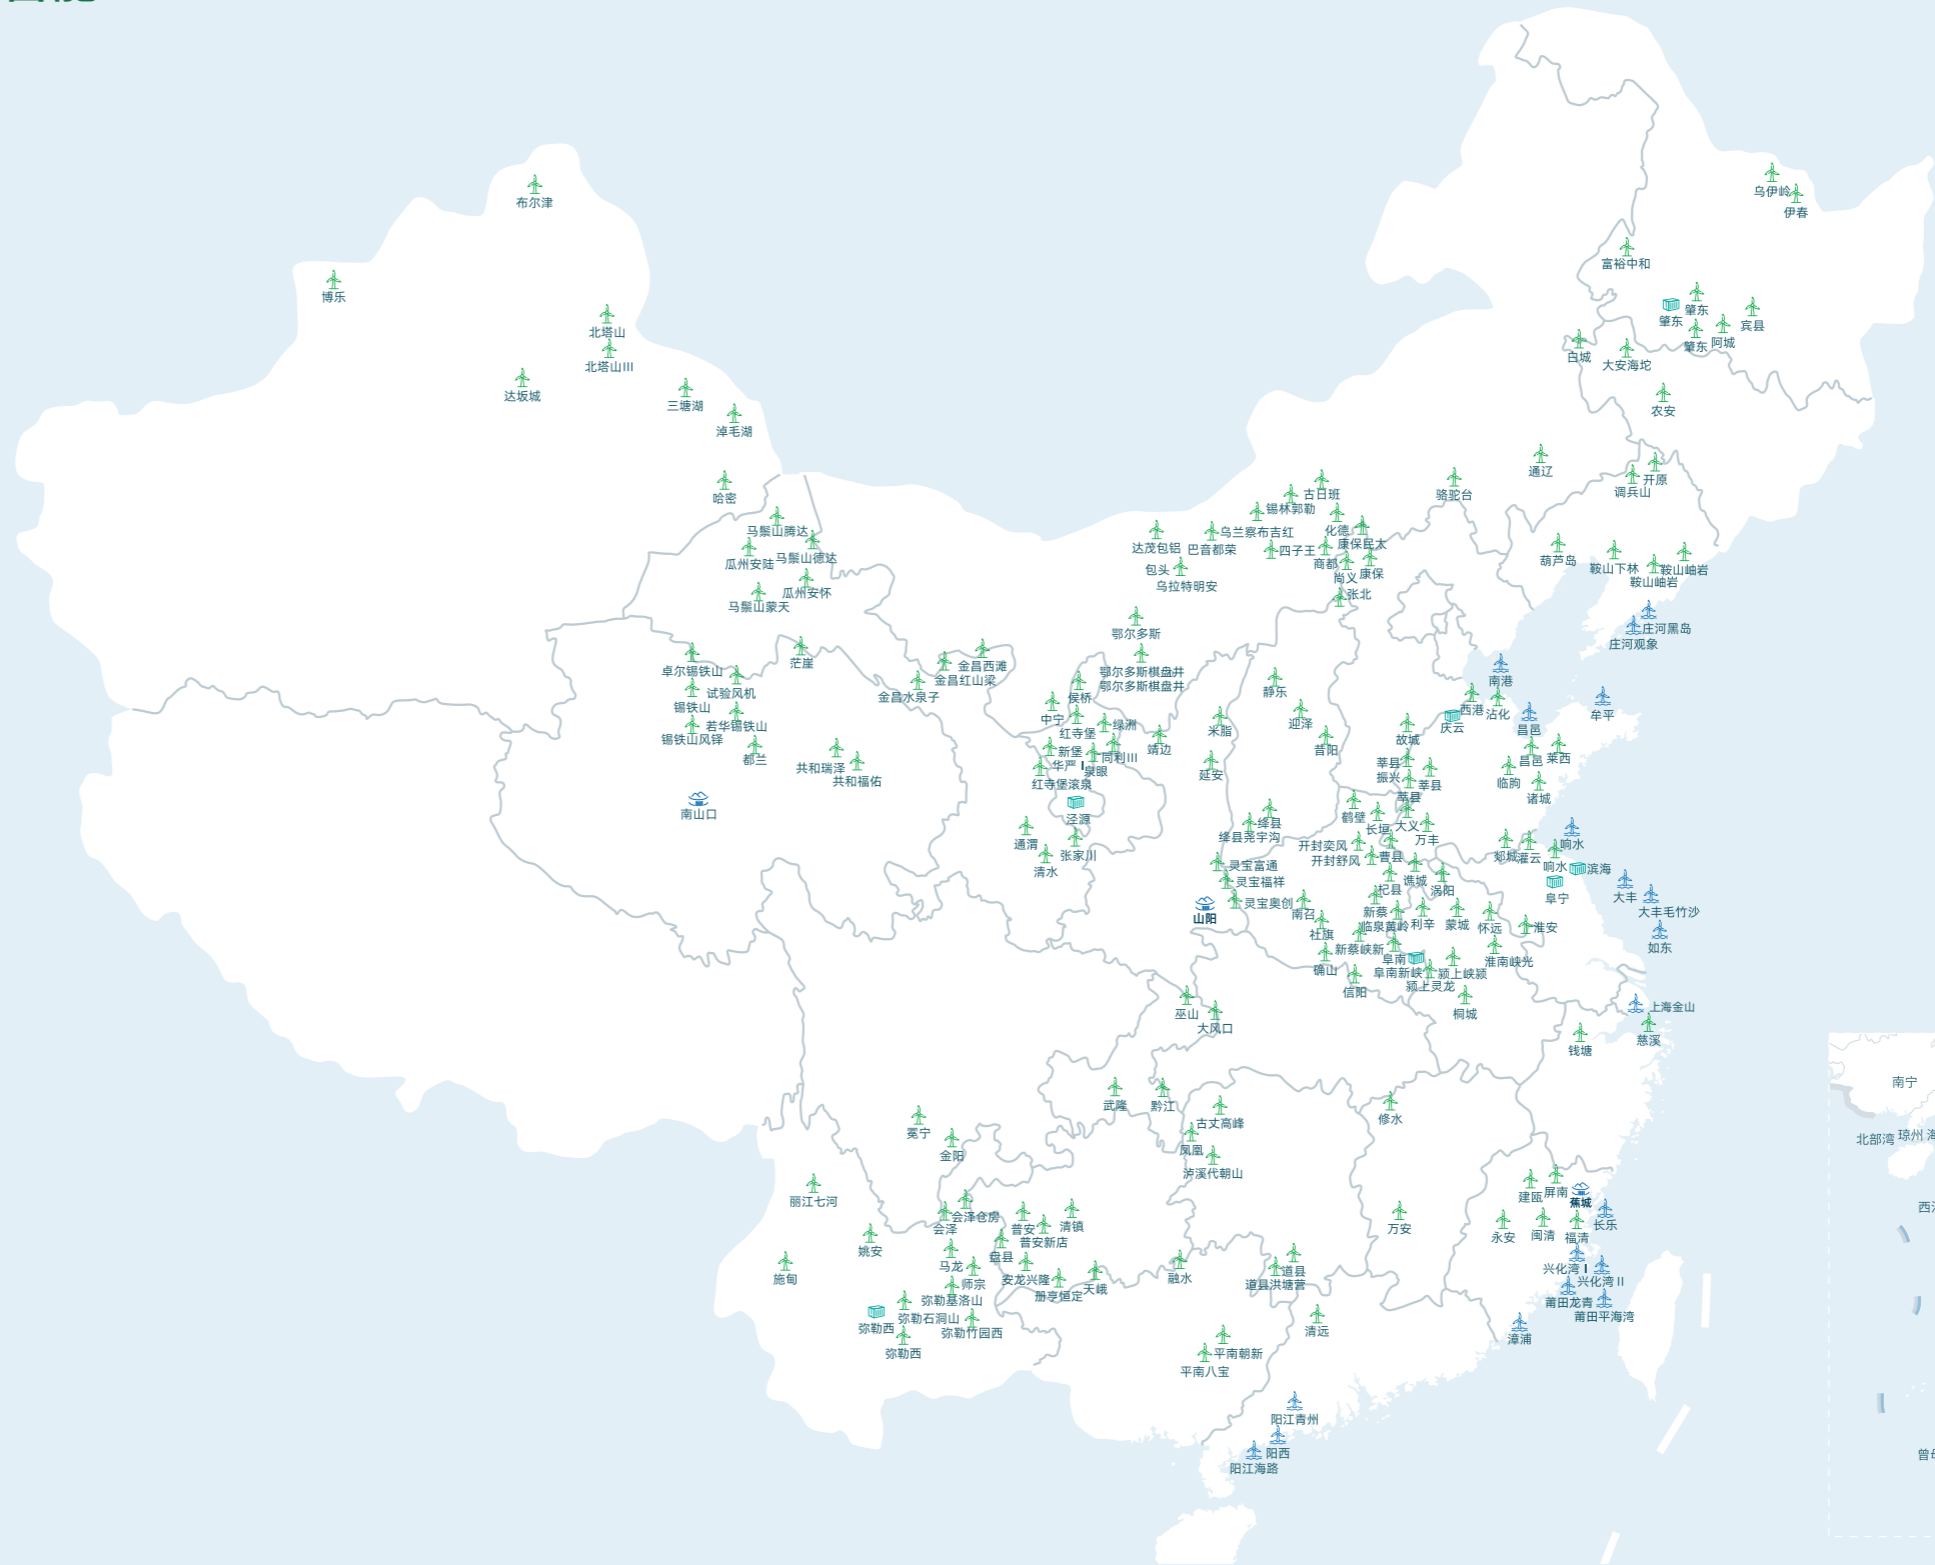 布尔津
乌伊岭
伊春
富裕中和
博乐
肇东
肇东
宾县
北塔山
肇东
阿城
白城
大安海坨
北塔山III
达坂城
三塘湖
农安
淖毛湖
通辽
开原
调兵山
哈密
古日班
骆驼台
锡林郭勒
马鬃山腾达
化德
乌兰察布吉红
康保民太
达茂包铝
巴音都荣
四子王
马鬃山德达
瓜州安陆
商都
葫芦岛
鞍山下林
鞍山岫岩
鞍山岫岩
包头
康保
尚义
乌拉特明安
瓜州安怀
张北
马鬃山蒙天
庄河黑岛
庄河观象
鄂尔多斯
茫崖
卓尔锡铁山
金昌西滩
金昌红山梁
鄂尔多斯棋盘井
鄂尔多斯棋盘井
南港
试验风机
金昌水泉子
侯桥
静乐
锡铁山
西港
沾化
牟平
中宁
若华锡铁山
绿洲
迎泽
庆云
昌邑
米脂
锡铁山风铎
红寺堡
故城
新堡
靖边
昔阳
都兰
同利III
华严 I
泉眼
莘县
昌邑
莱西
共和瑞泽
延安
振兴
共和福佑
红寺堡滚泉
莘县
临朐
莘县
诸城
南山口
泾源
鹤壁
绛县
长垣
大义
万丰
绛县尧宇沟
通渭
开封奕风
响水
张家川
开封舒风
曹县
郯城
灌云
灵宝富通
响水
滨海
清水
谯城
灵宝福祥
杞县
涡阳
阜宁
大丰
灵宝奥创
南召
新蔡
大丰毛竹沙
山阳
临泉黄岭
利辛
蒙城
怀远
淮安
社旗
新蔡峡新
如东
阜南
淮南峡光
确山
阜南新峡
颍上峡颍
颍上灵龙
信阳
上海金山
巫山
桐城
大风口
慈溪
钱塘
南宁
武隆
黔江
修水
古丈高峰
冕宁
北部湾
琼州
金阳
凤凰
泸溪代朝山
丽江七河
建瓯
屏南
蕉城
会泽仓房
会泽
普安
清镇
万安
永安
闽清
福清
长乐
普安新店
姚安
盘县
马龙
兴化湾 I
施甸
师宗
安龙兴隆
融水
道县
道县洪塘营
兴化湾II
天峨
册亨恒定
弥勒基洛山
莆田龙青
弥勒石洞山
莆田平海湾
弥勒西
弥勒竹园西
清远
漳浦
弥勒西
平南朝新
平南八宝
阳江青州
阳西
阳江海路